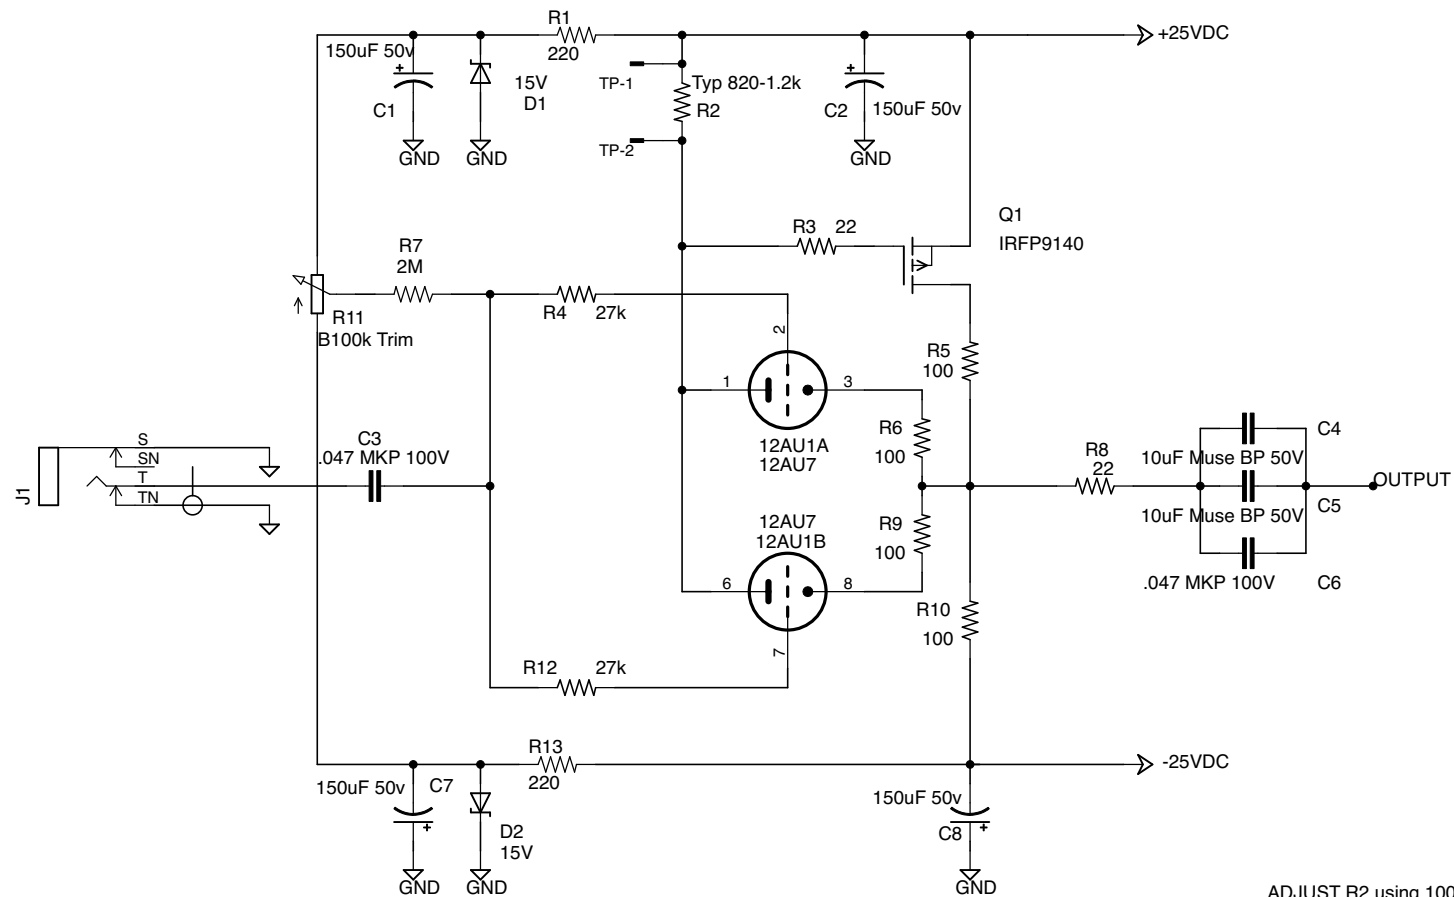 R1
220
150uF 50v
+
C1
GND
15V
D1
GND
TP-1
TP-2
Typ 820-1.2k
R2
+
C2
150uF 50v
GND
+25VDC
R3 22
Q1
IRFP9140
R7
2M
R4 27k
R11
B100k Trim
2
1
3
12AU1A
12AU7
R5
100
R6
100
S
SN
T
TN
J1
C3
.047 MKP 100V
R8
22
C4
10uF Muse BP 50V
C5
10uF Muse BP 50V
C6
.047 MKP 100V
OUTPUT
12AU7
12AU1B
6
8
7
R9
100
R10
100
R12 27k
R13
220
-25VDC
150uF 50v
C7
+
GND
D2
15V
GND
150uF 50v
C8
+
GND